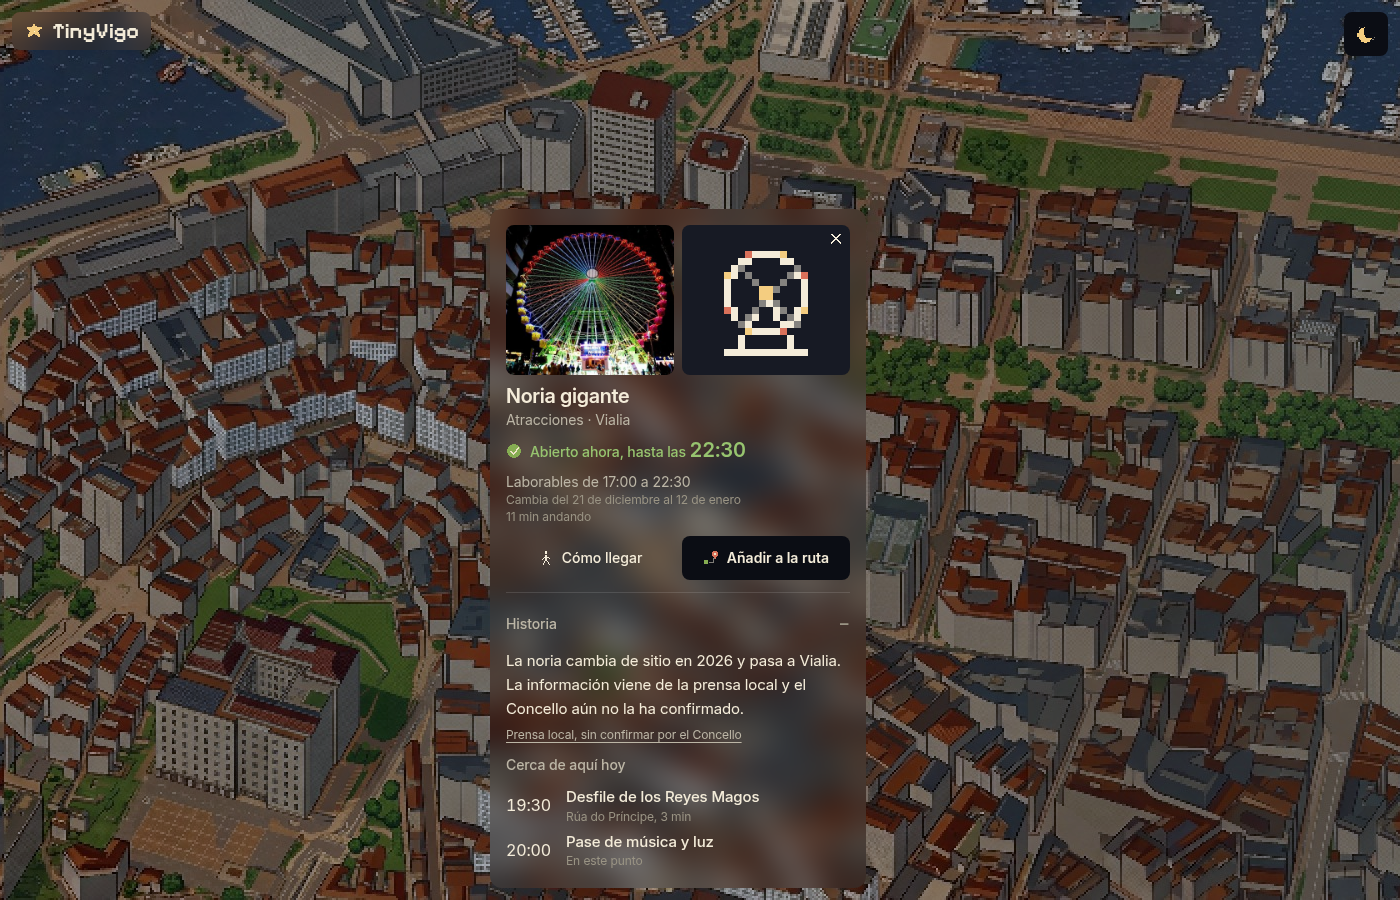 TinyVigo
Noria gigante
Atracciones · Vialia
Abierto ahora, hasta las 22:30
Laborables de 17:00 a 22:30
Cambia del 21 de diciembre al 12 de enero
11 min andando
Cómo llegar
Añadir a la ruta
Historia
La noria cambia de sitio en 2026 y pasa a Vialia.
La información viene de la prensa local y el
Concello aún no la ha confirmado.
Prensa local, sin confirmar por el Concello
Cerca de aquí hoy
19:30
Desfile de los Reyes Magos
Rúa do Príncipe, 3 min
20:00
Pase de música y luz
En este punto